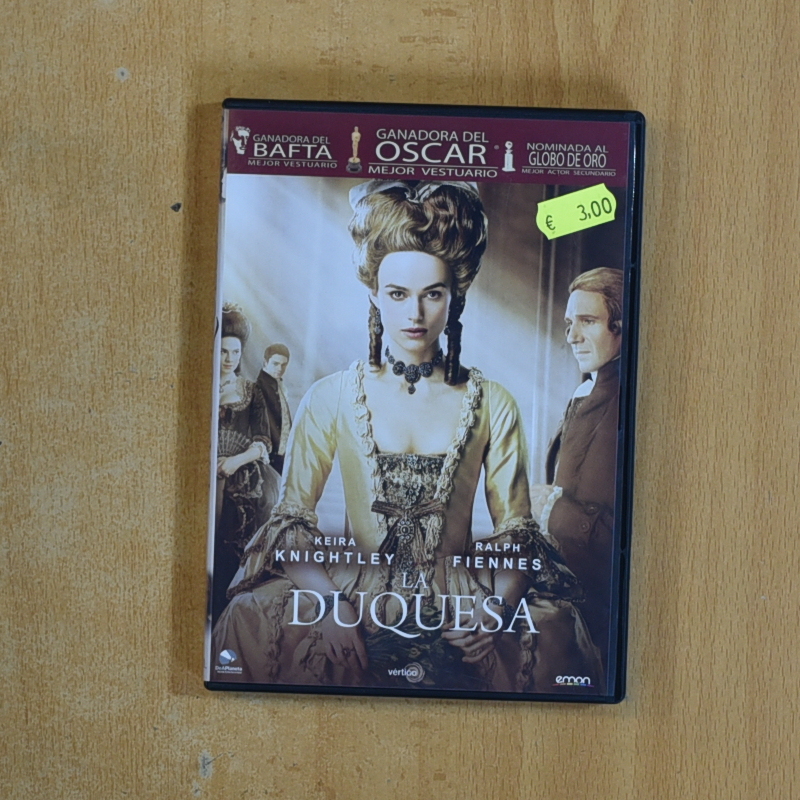 GANADORA DEL
BAFTA
MEJOR VESTUARIO
GANADORA DEL
OSCAR®
MEJOR VESTUARIO
NOMINADA AL
GLOBO DE ORO
MEJOR ACTOR SECUNDARIO
€ 3,00
KEIRA
KNIGHTLEY
RALPH
FIENNES
LA
DUQUESA
DeAPlaneta
vértigo
emon